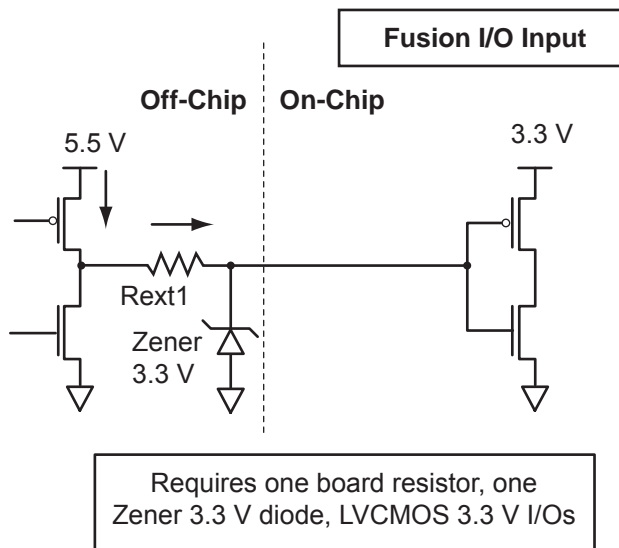 Fusion I/O Input
Off-Chip
On-Chip
5.5 V
3.3 V
Rext1
Zener
3.3 V
Requires one board resistor, one
Zener 3.3 V diode, LVCMOS 3.3 V I/Os